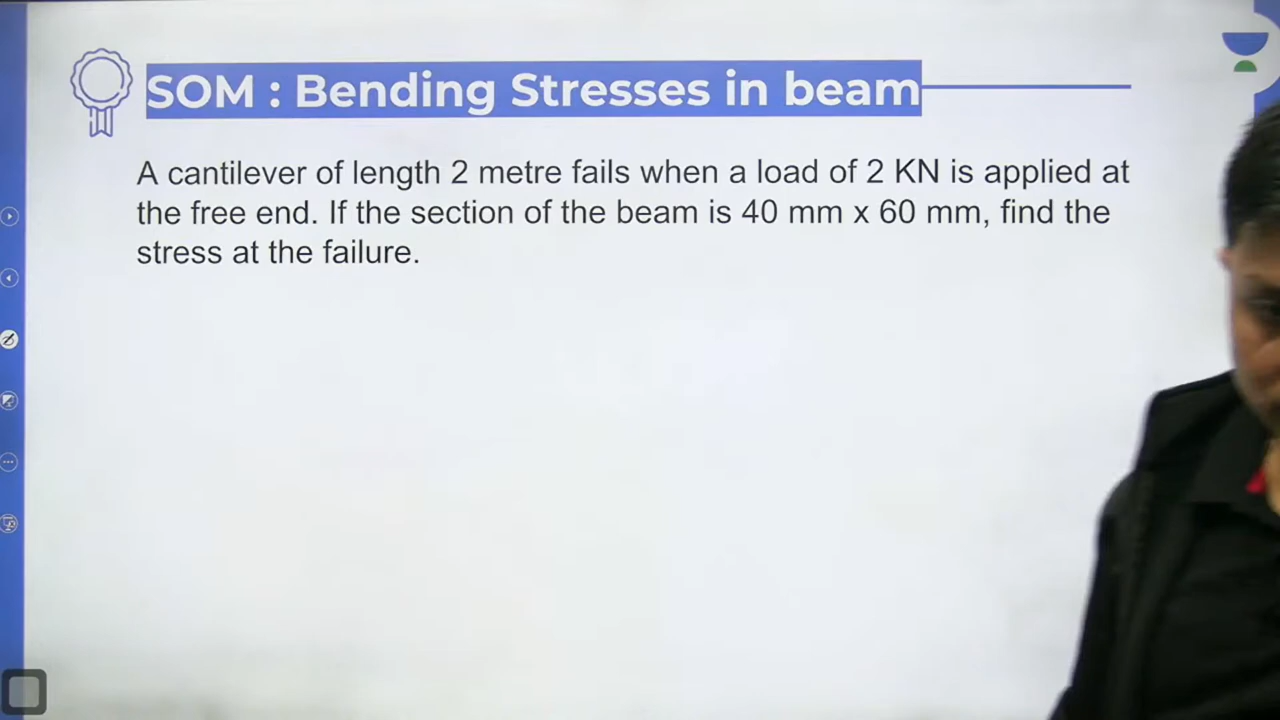 SOM : Bending Stresses in beam
A cantilever of length 2 metre fails when a load of 2 KN is applied at
the free end. If the section of the beam is 40 mm x 60 mm, find the
stress at the failure.